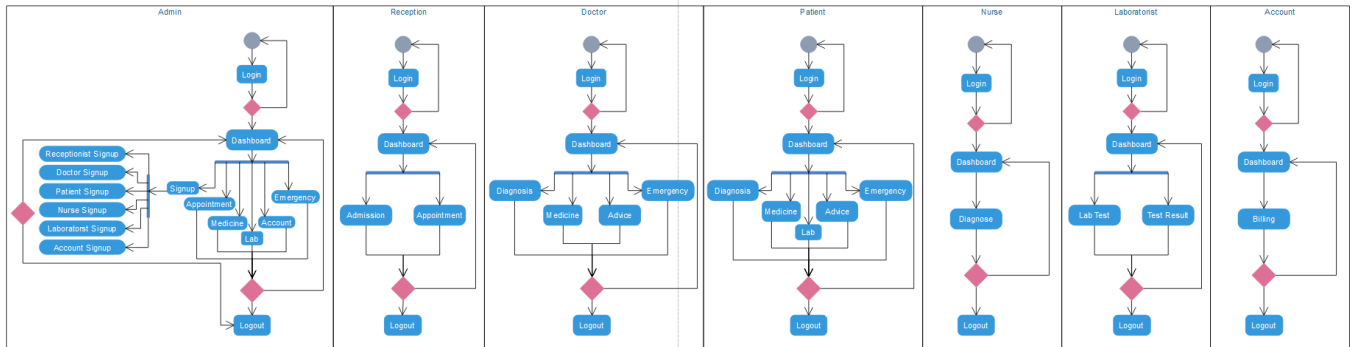 Admin
Reception
Doctor
Patient
Nurse
Laboratorist
Account
Login
Dashboard
Receptionist Signup
Doctor Signup
Patient Signup
Nurse Signup
Laboratorst Signup
Account Signup
Signup
Appointment
Medicine
Lab
Account
Emergency
Logout
Login
Dashboard
Admission
Appointment
Logout
Login
Dashboard
Diagnosis
Medicine
Advice
Emergency
Logout
Login
Dashboard
Diagnosis
Medicine
Lab
Advice
Emergency
Logout
Login
Dashboard
Diagnose
Logout
Login
Dashboard
Lab Test
Test Result
Logout
Login
Dashboard
Billing
Logout